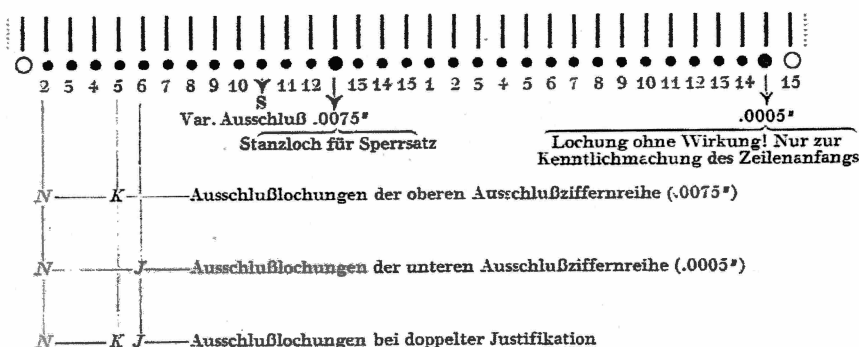 2 3 4 5 6 7 8 9 10 11 12 13 14 15 1 2 3 4 5 6 7 8 9 10 11 12 13 14 15
S
Var. Ausschluß .0075" .0005"
Stanzloch für Sperrsatz
Lochung ohne Wirkung! Nur zur
Kenntlichmachung des Zeilenanfangs
N K Ausschlußlochungen der oberen Ausschlußziffernreihe (.0075")
N J Ausschlußlochungen der unteren Ausschlußziffernreihe (.0005")
N K J Ausschlußlochungen bei doppelter Justifikation